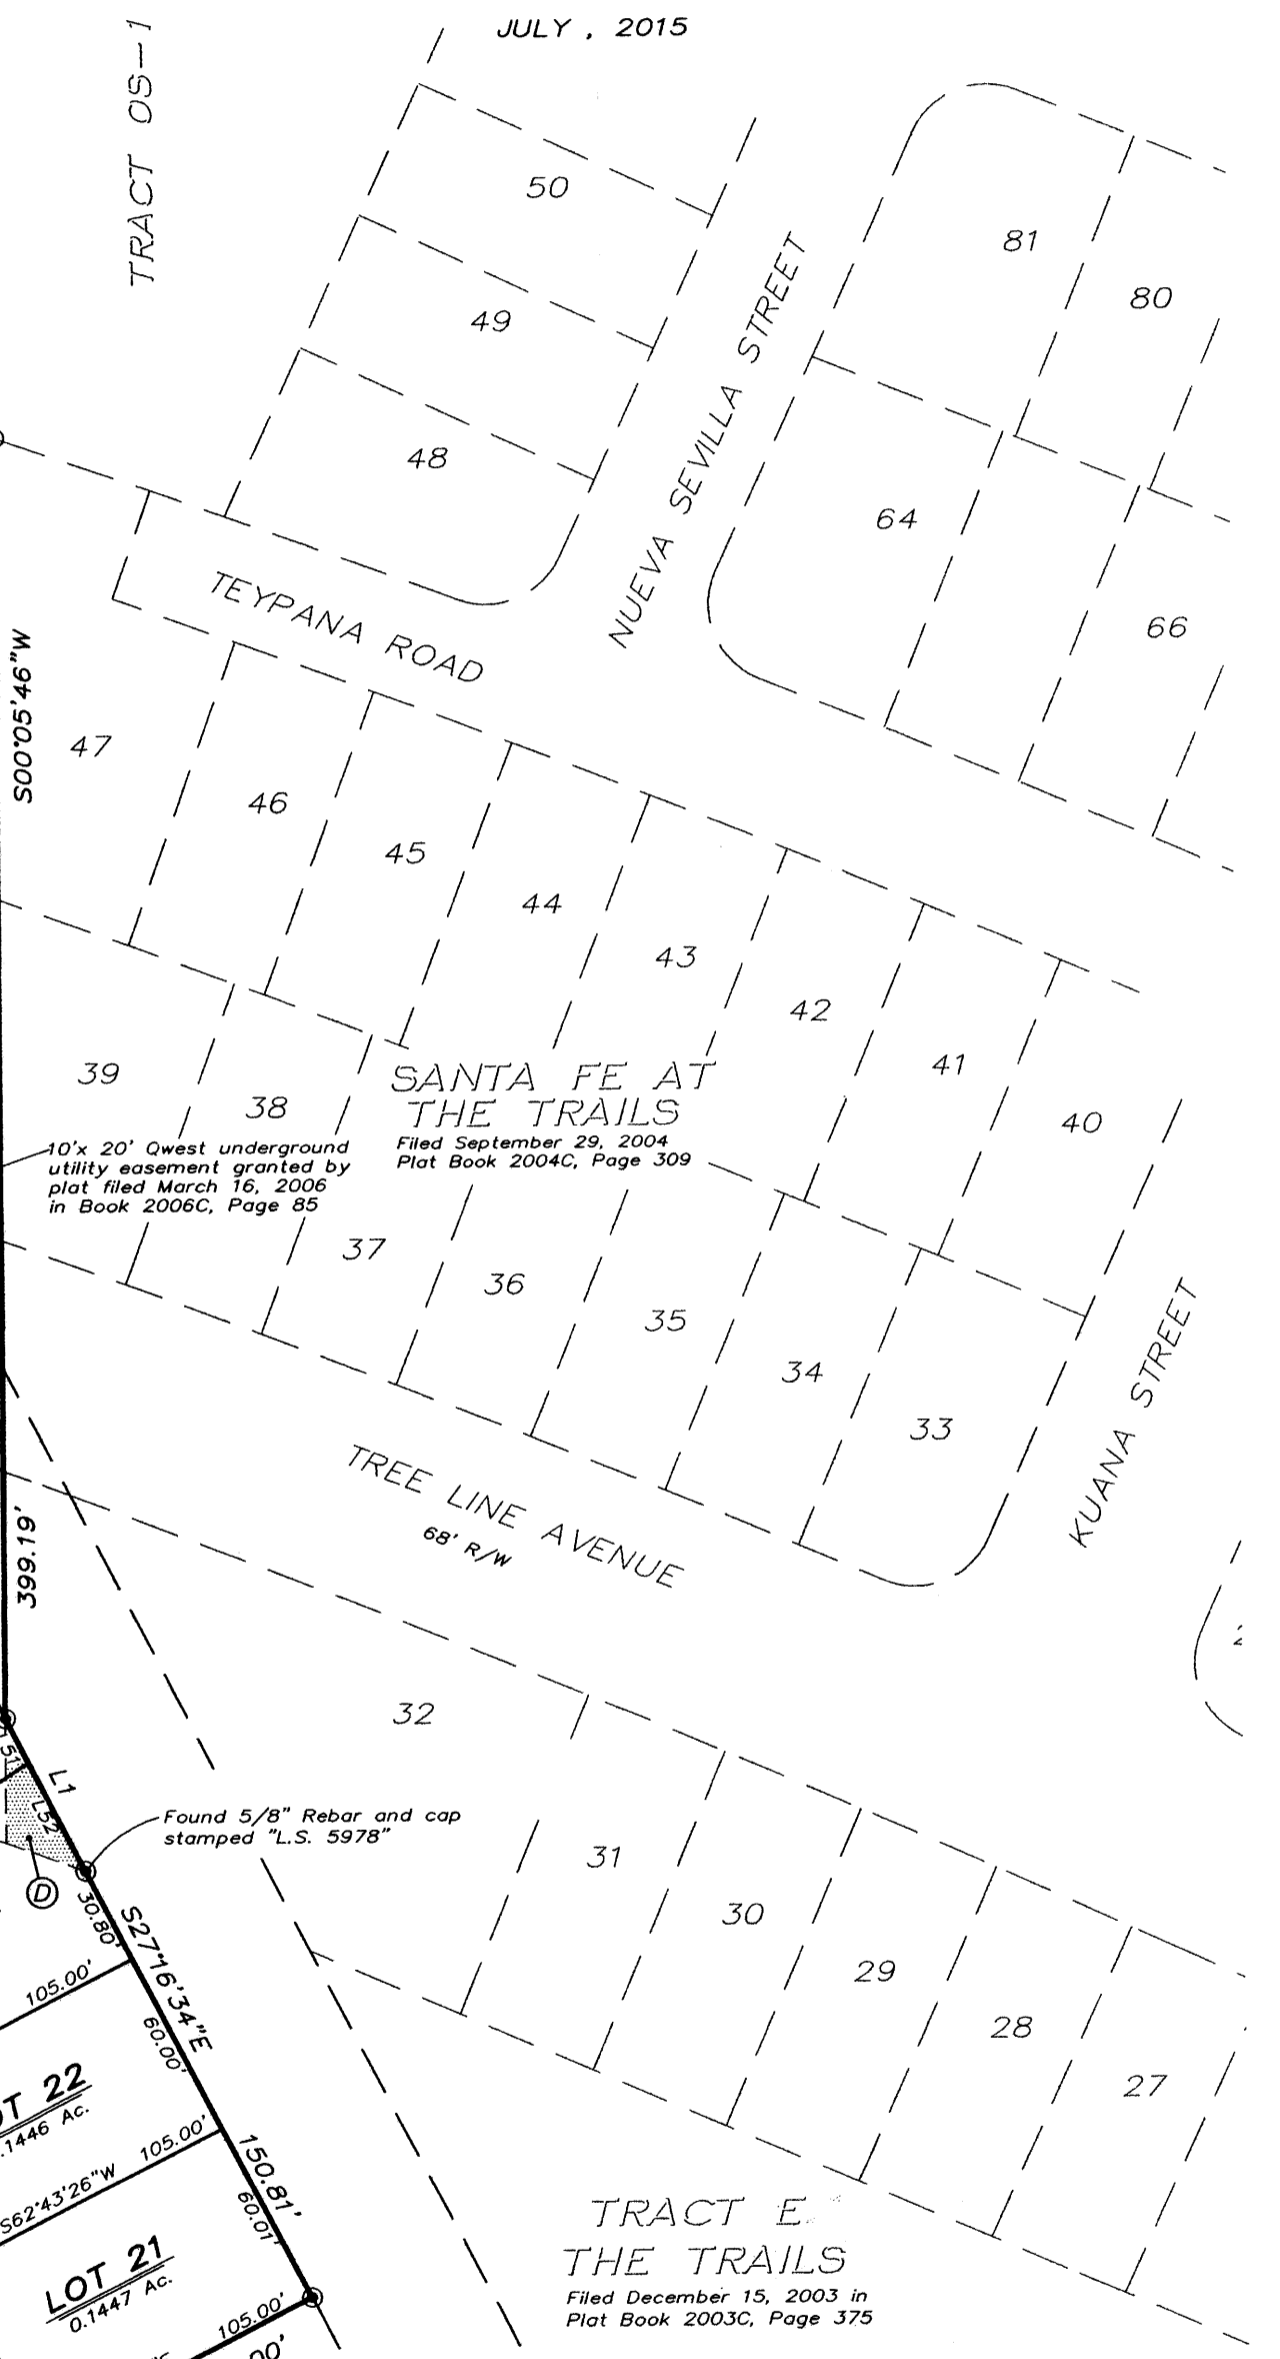 JULY , 2015
TRACT OS-1
50
81
80
49
NUEVA SEVILLA STREET
48
64
TEYPANA ROAD
66
S00°05'46"W
47
46
45
44
43
42
41
40
39
38
SANTA FE AT
THE TRAILS
Filed September 29, 2004
Plat Book 2004C, Page 309
10'x 20' Qwest underground
utility easement granted by
plat filed March 16, 2006
in Book 2006C, Page 85
37
36
35
34
33
KUANA STREET
TREE LINE AVENUE
68' R/W
399.19'
32
L1
L52
Found 5/8" Rebar and cap
stamped "L.S. 5978"
D
31
30
29
28
27
30.80'
S27°16'34"E
105.00'
60.00'
22
.1446 Ac.
105.00'
S62°43'26"W
150.81'
60.01'
LOT 21
0.1447 Ac.
105.00'
TRACT E
THE TRAILS
Filed December 15, 2003 in
Plat Book 2003C, Page 375